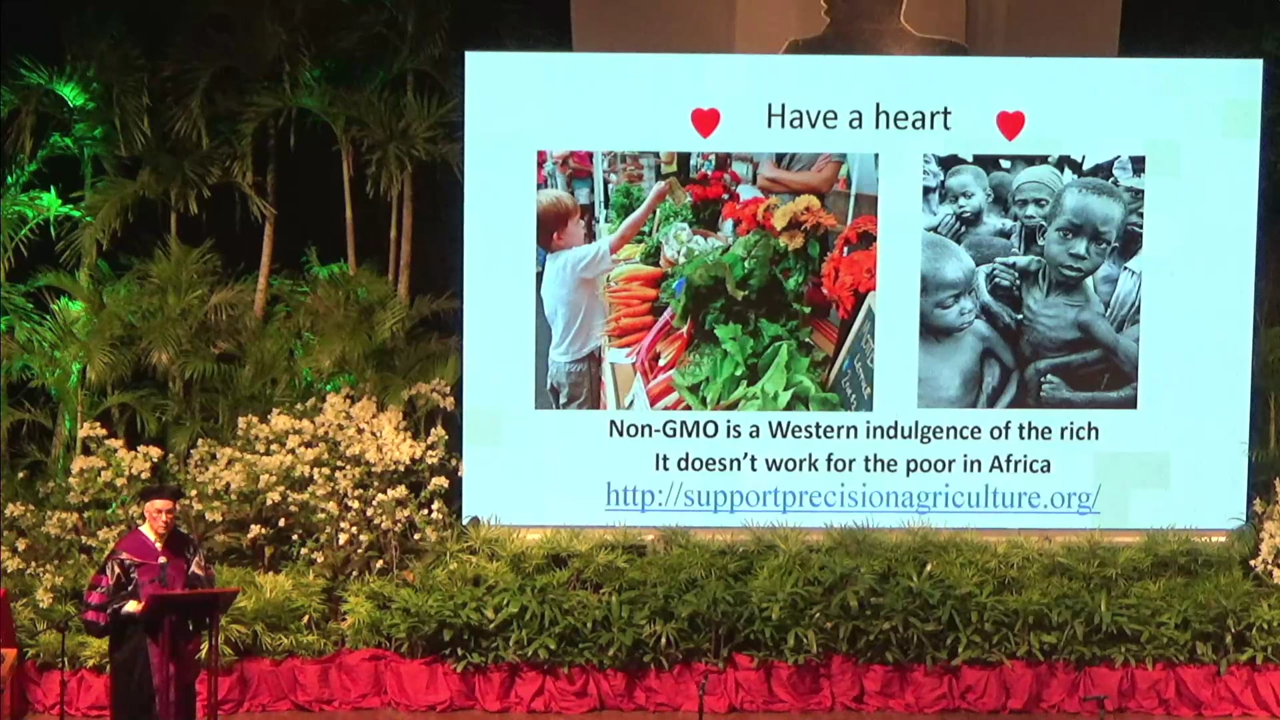 Have a heart
Non-GMO is a Western indulgence of the rich
It doesn't work for the poor in Africa
http://supportprecisionagriculture.org/